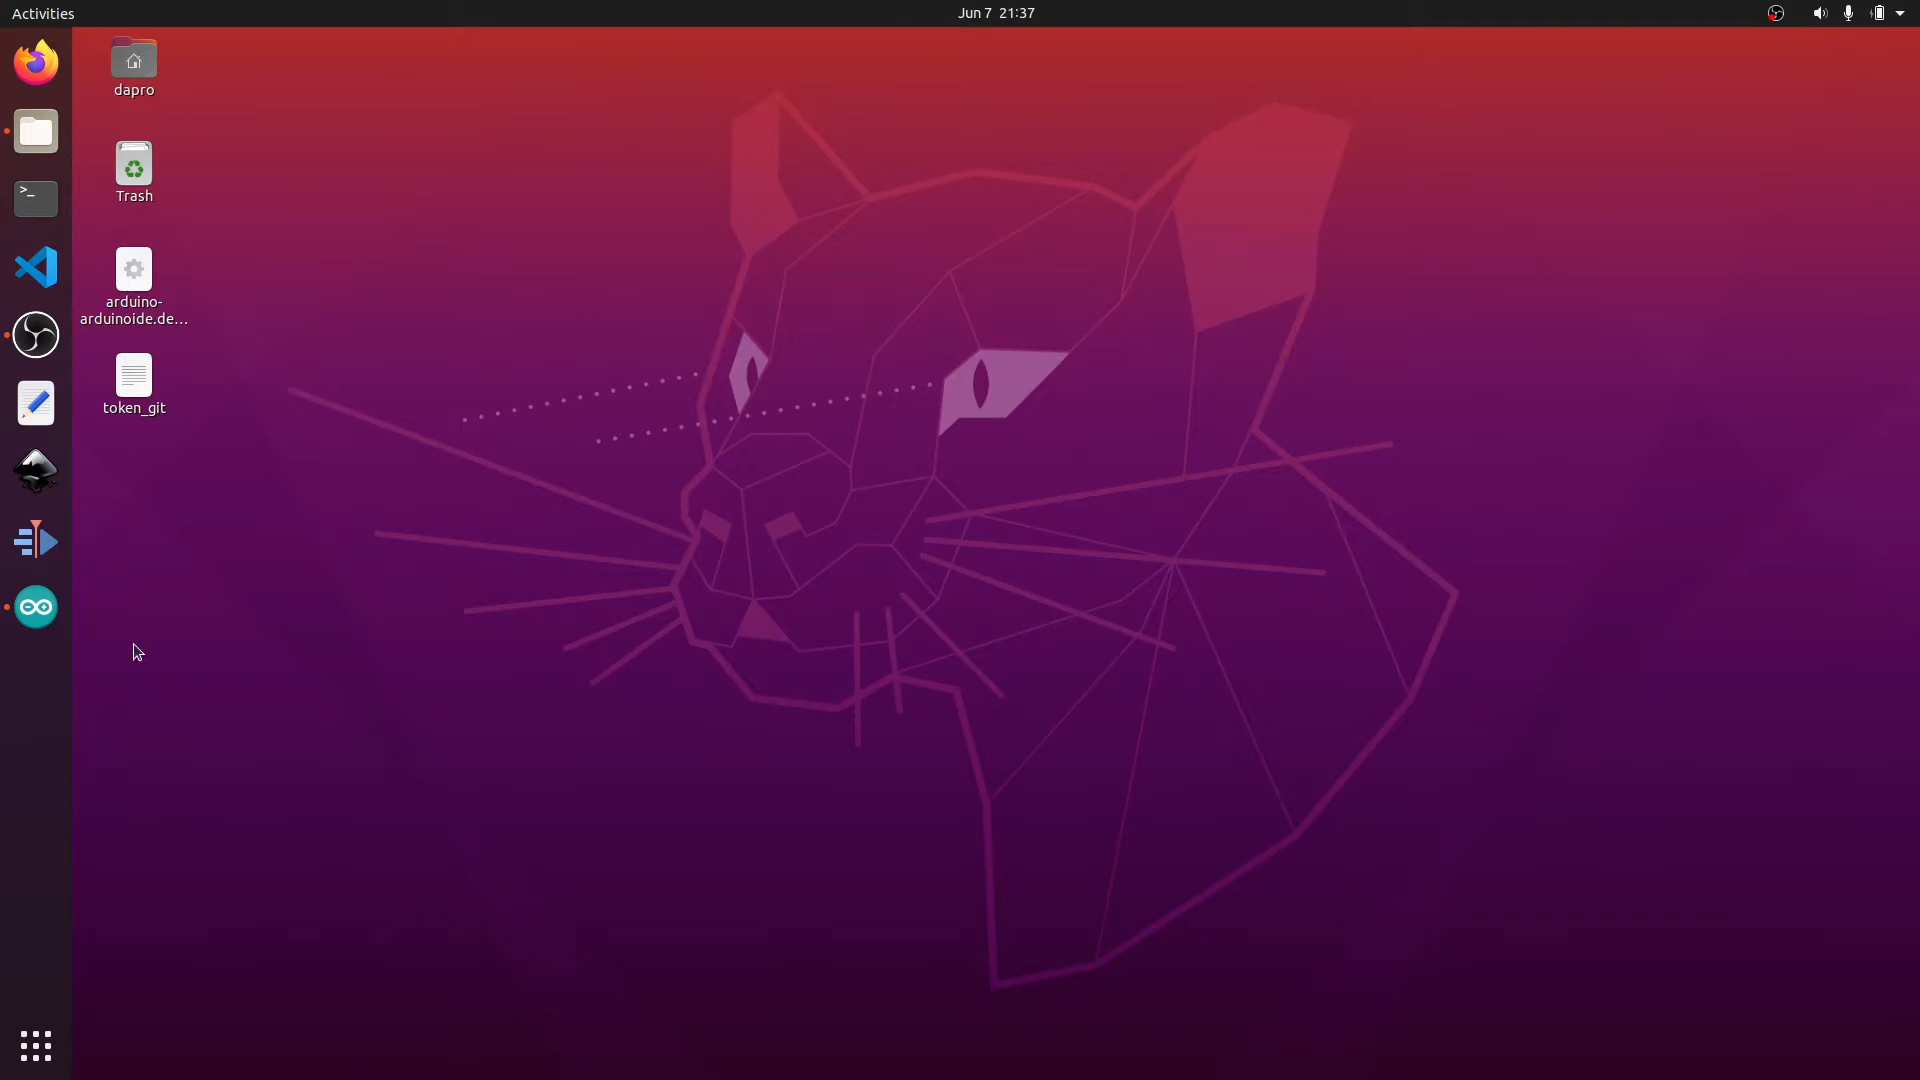 Activities
Jun 7 21:37
dapro
Trash
arduino-
arduinoide.de...
token_git
>_